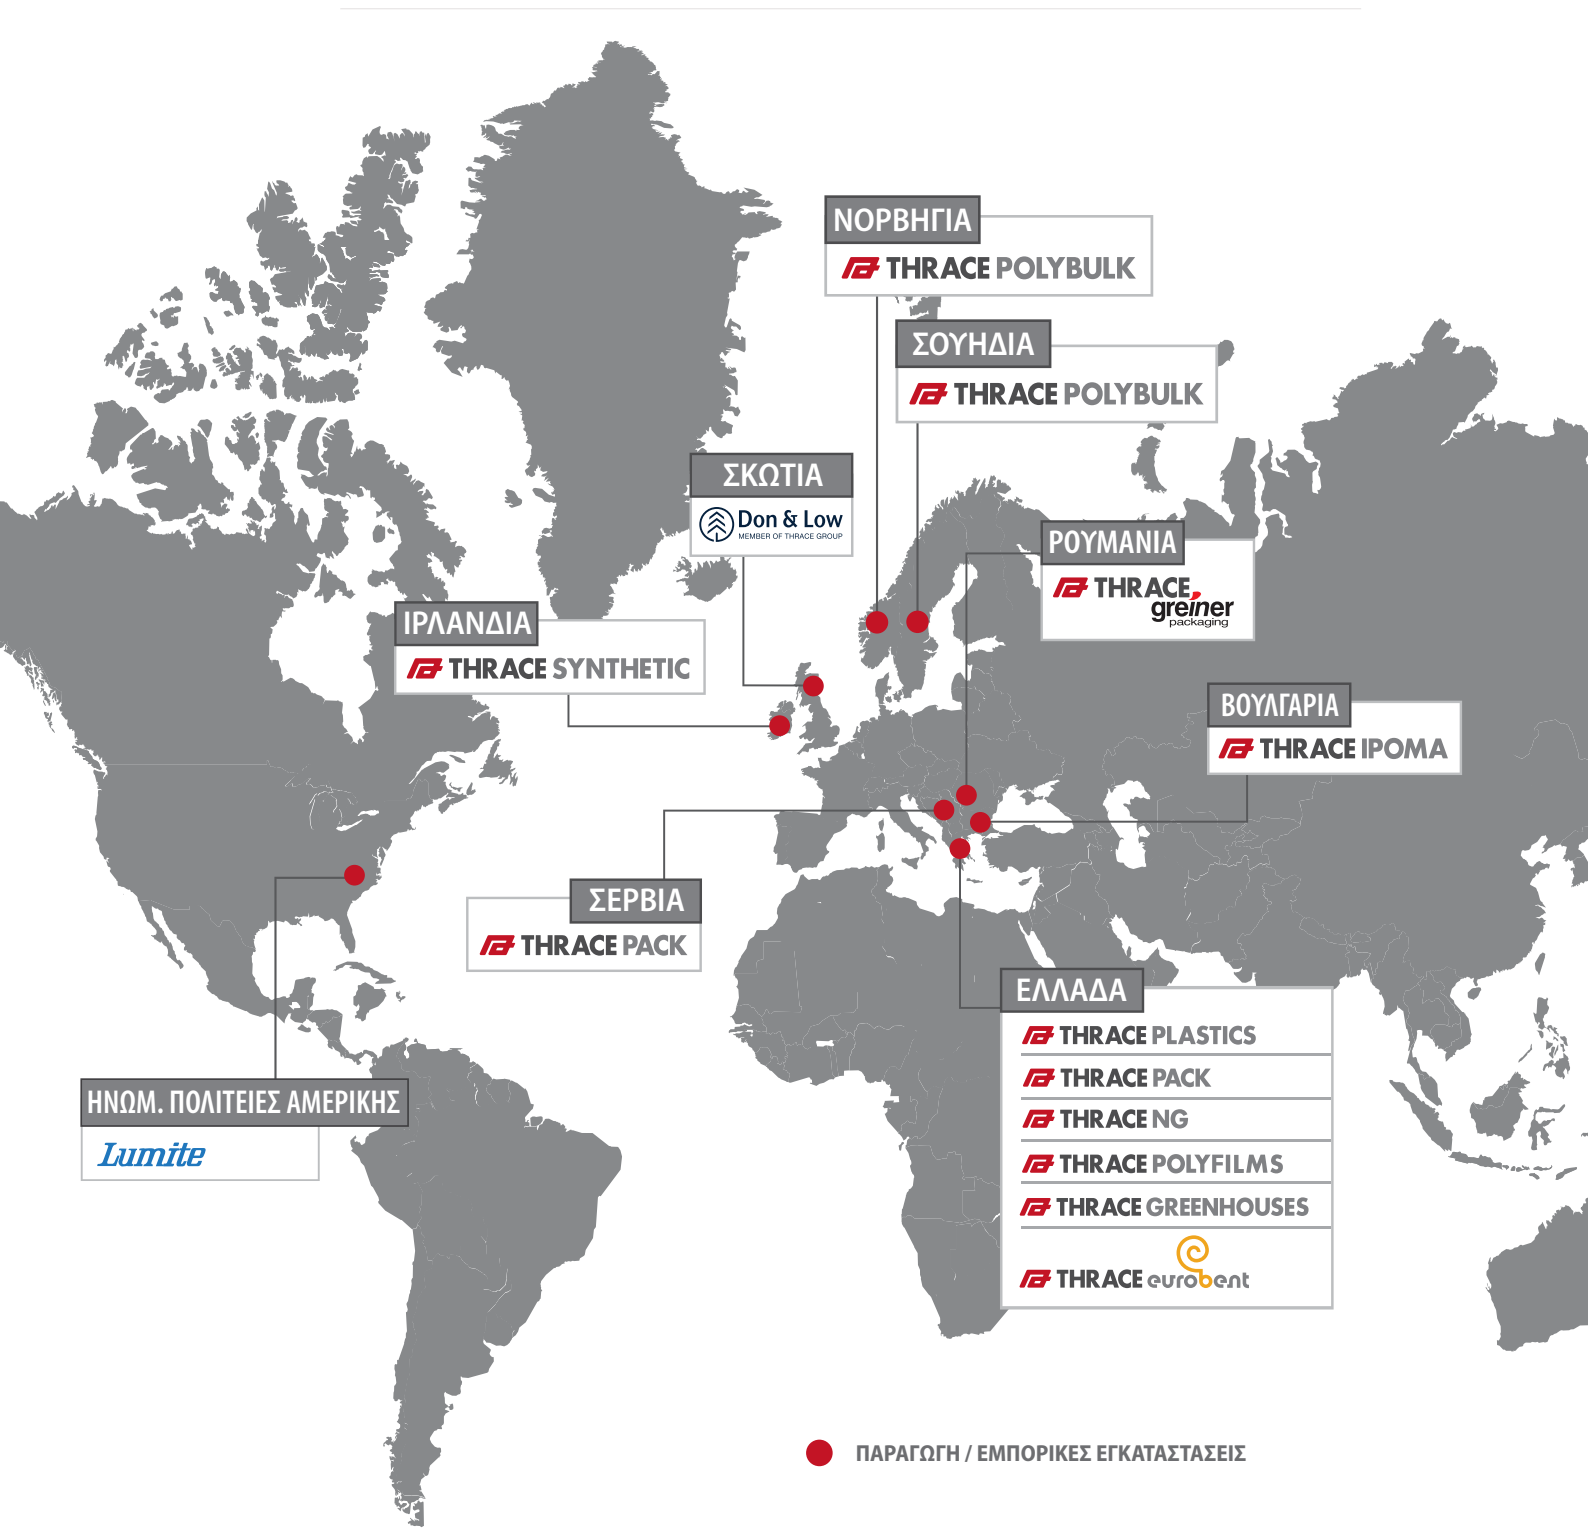 ΝΟΡΒΗΓΙΑ
THRACE POLYBULK
ΣΟΥΗΔΙΑ
THRACE POLYBULK
ΣΚΩΤΙΑ
Don & Low
MEMBER OF THRACE GROUP
ΡΟΥΜΑΝΙΑ
THRACE
greiner
packaging
ΙΡΛΑΝΔΙΑ
THRACE SYNTHETIC
ΒΟΥΛΓΑΡΙΑ
THRACE IPOMA
ΣΕΡΒΙΑ
THRACE PACK
ΕΛΛΑΔΑ
THRACE PLASTICS
THRACE PACK
THRACE NG
THRACE POLYFILMS
THRACE GREENHOUSES
THRACE eurobent
ΗΝΩΜ. ΠΟΛΙΤΕΙΕΣ ΑΜΕΡΙΚΗΣ
Lumite
ΠΑΡΑΓΩΓΗ / ΕΜΠΟΡΙΚΕΣ ΕΓΚΑΤΑΣΤΑΣΕΙΣ